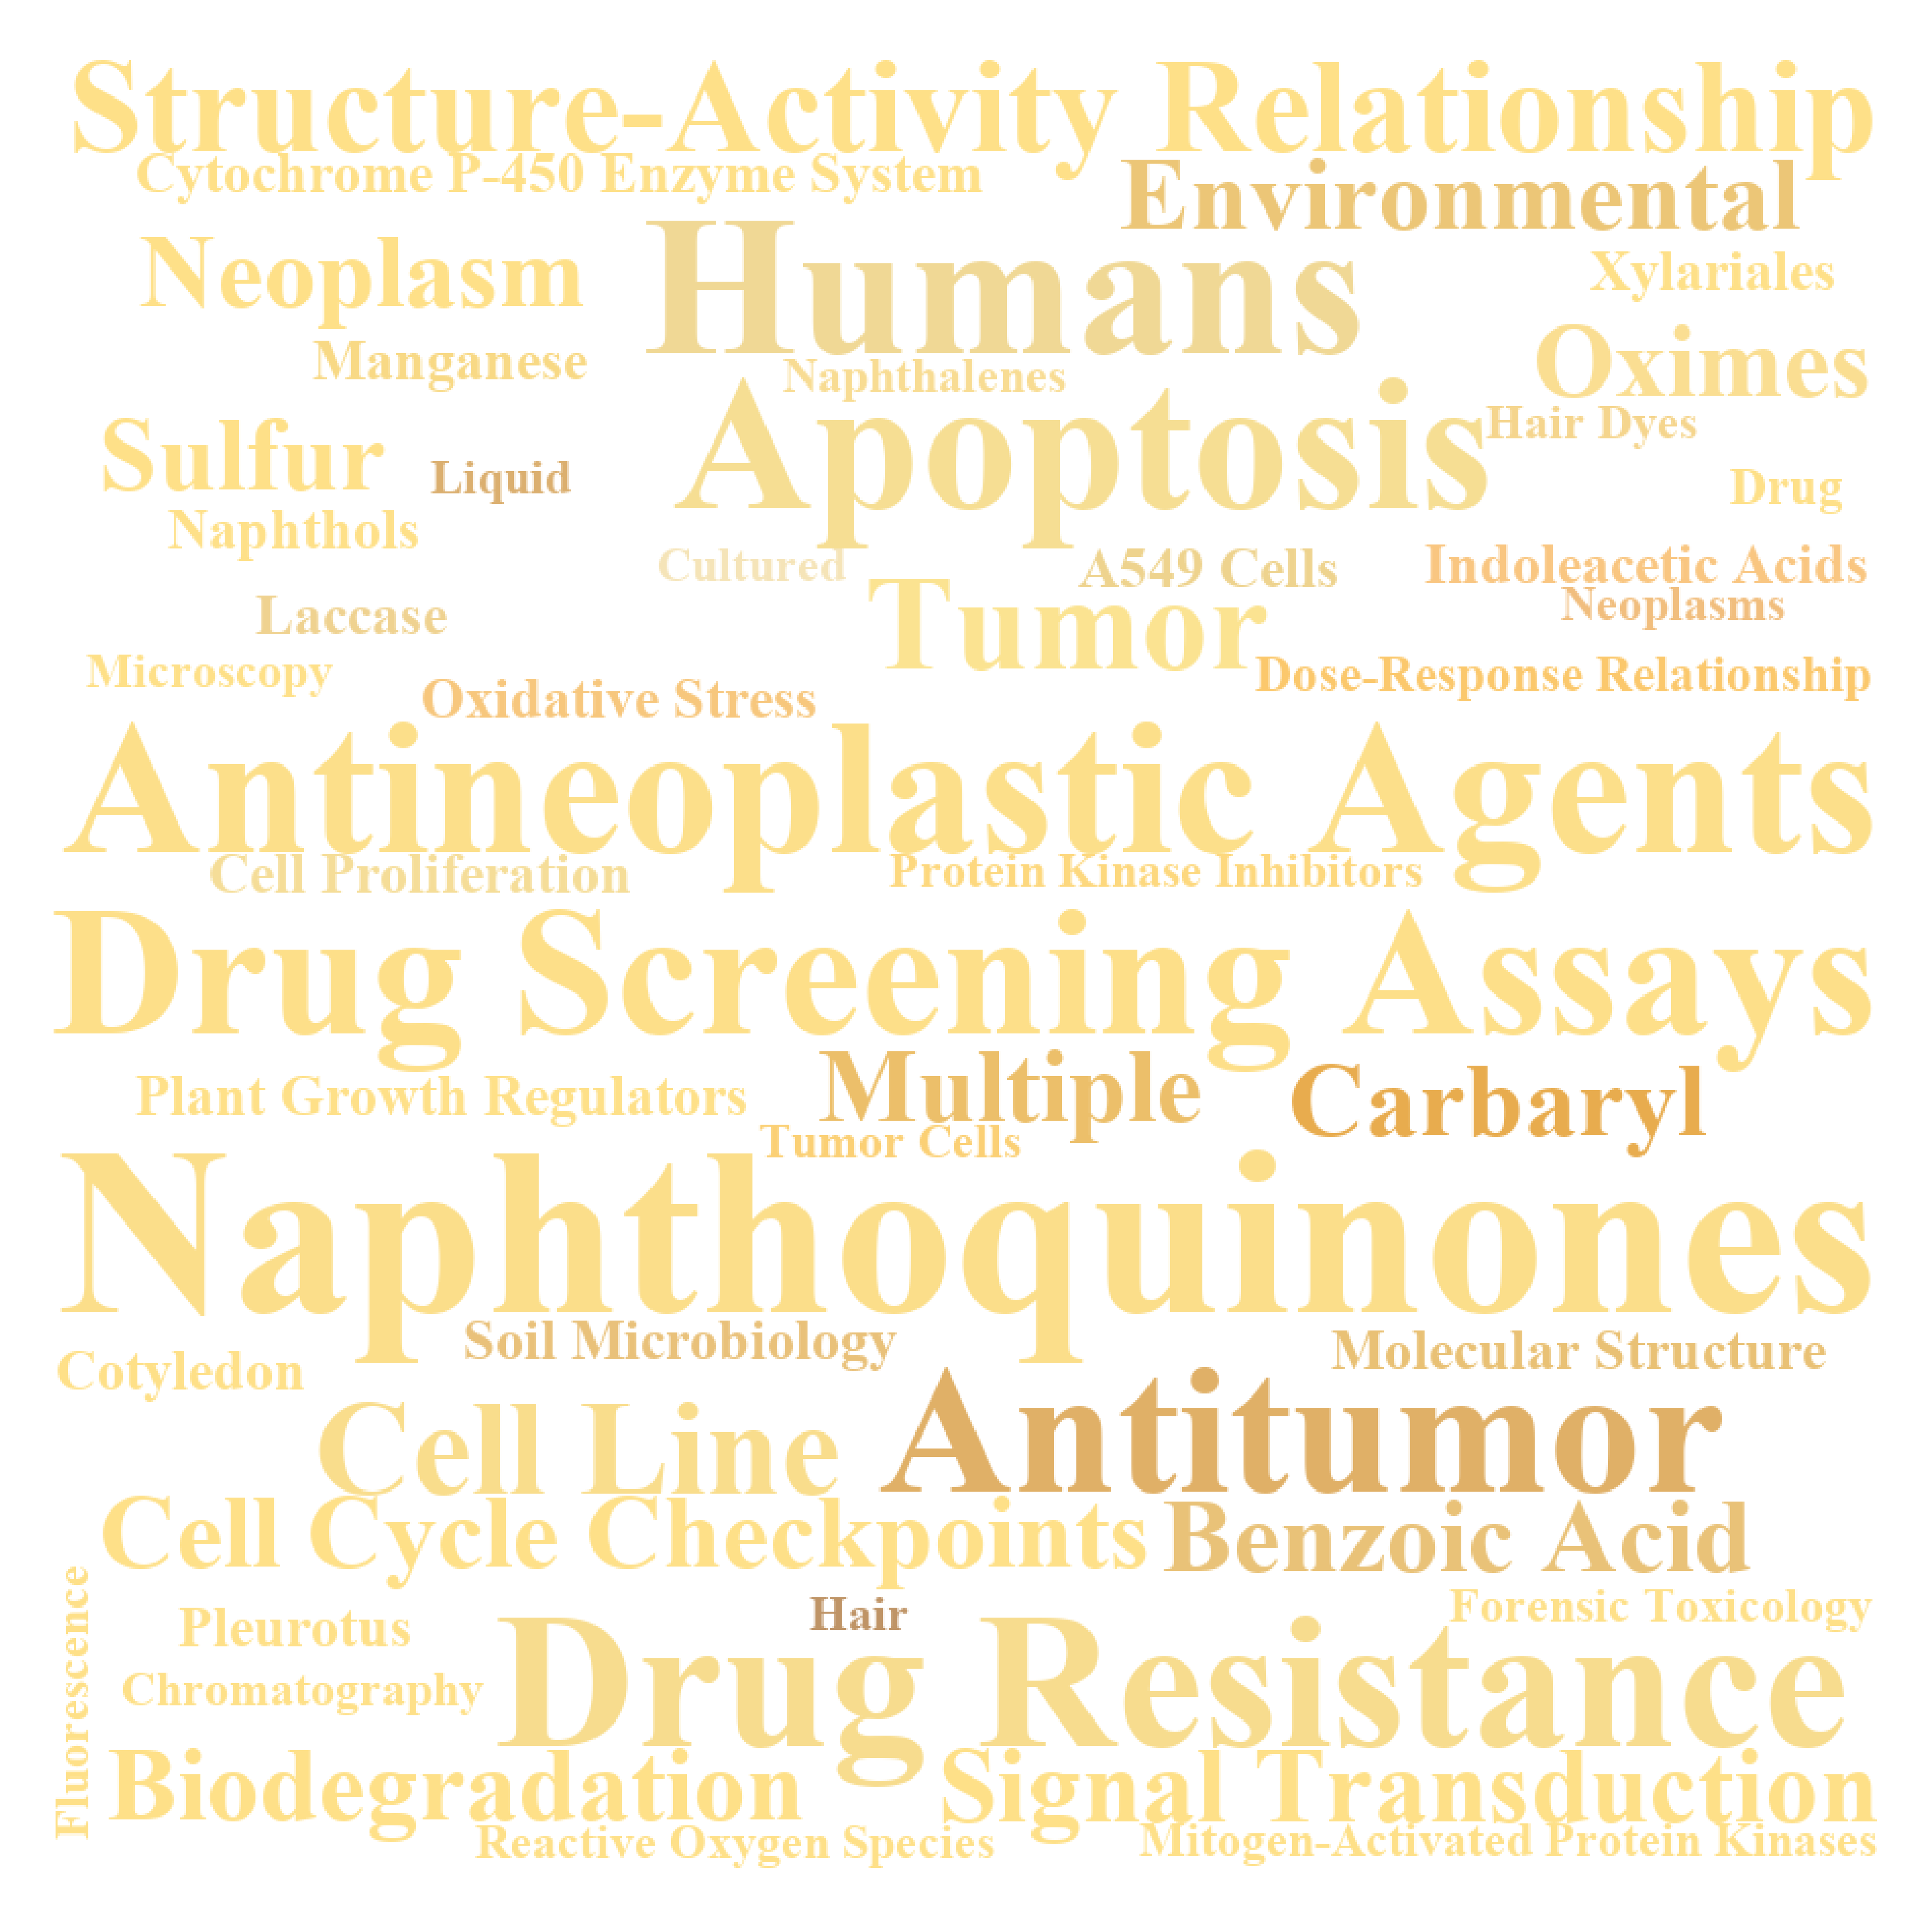 Structure-Activity Relationship
Cytochrome P-450 Enzyme System
Environmental
Neoplasm
Humans
Xylariales
Manganese
Naphthalenes
Oximes
Sulfur
Liquid
Apoptosis
Hair Dyes
Drug
Naphthols
Cultured
A549 Cells
Indoleacetic Acids
Laccase
Tumor
Neoplasms
Microscopy
Oxidative Stress
Dose-Response Relationship
Antineoplastic Agents
Cell Proliferation
Protein Kinase Inhibitors
Drug Screening Assays
Plant Growth Regulators
Multiple
Carbaryl
Tumor Cells
Naphthoquinones
Soil Microbiology
Molecular Structure
Cotyledon
Cell Line
Antitumor
Cell Cycle Checkpoints
Benzoic Acid
Fluorescence
Pleurotus
Hair
Forensic Toxicology
Chromatography
Drug Resistance
Biodegradation
Signal Transduction
Reactive Oxygen Species
Mitogen-Activated Protein Kinases